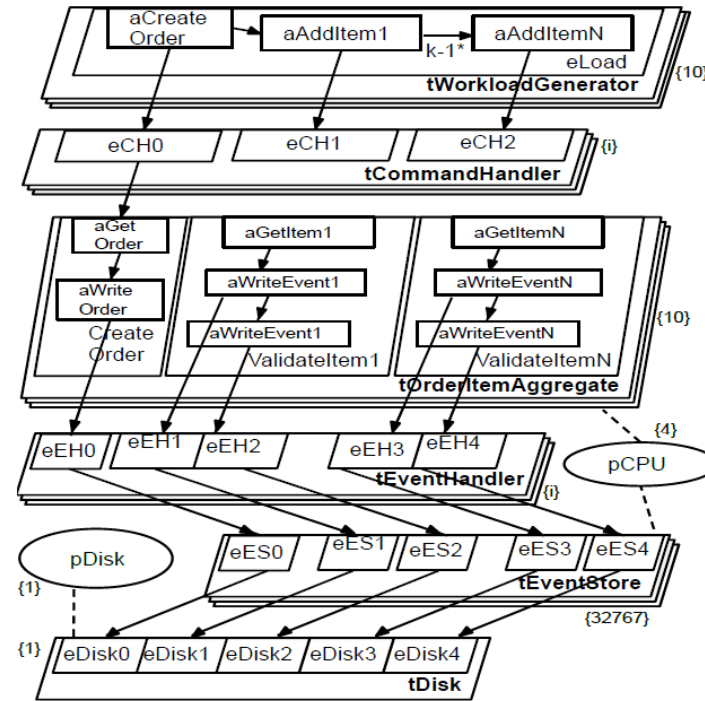 aCreate
Order
aAddItem1
aAddItemN
k-1*
eLoad
tWorkloadGenerator
{10}
eCH0
eCH1
eCH2
{i}
tCommandHandler
aGet
Order
aGetItem1
aGetItemN
aWrite
Order
aWriteEvent1
aWriteEventN
Create
Order
aWriteEvent1
aWriteEventN
{10}
ValidateItem1
ValidateItemN
tOrderItemAggregate
{4}
eEH0
eEH1
eEH2
eEH3
eEH4
pCPU
tEventHandler
{i}
pDisk
eES0
eES1
eES2
eES3
eES4
{1}
tEventStore
{32767}
{1}
eDisk0
eDisk1
eDisk2
eDisk3
eDisk4
tDisk